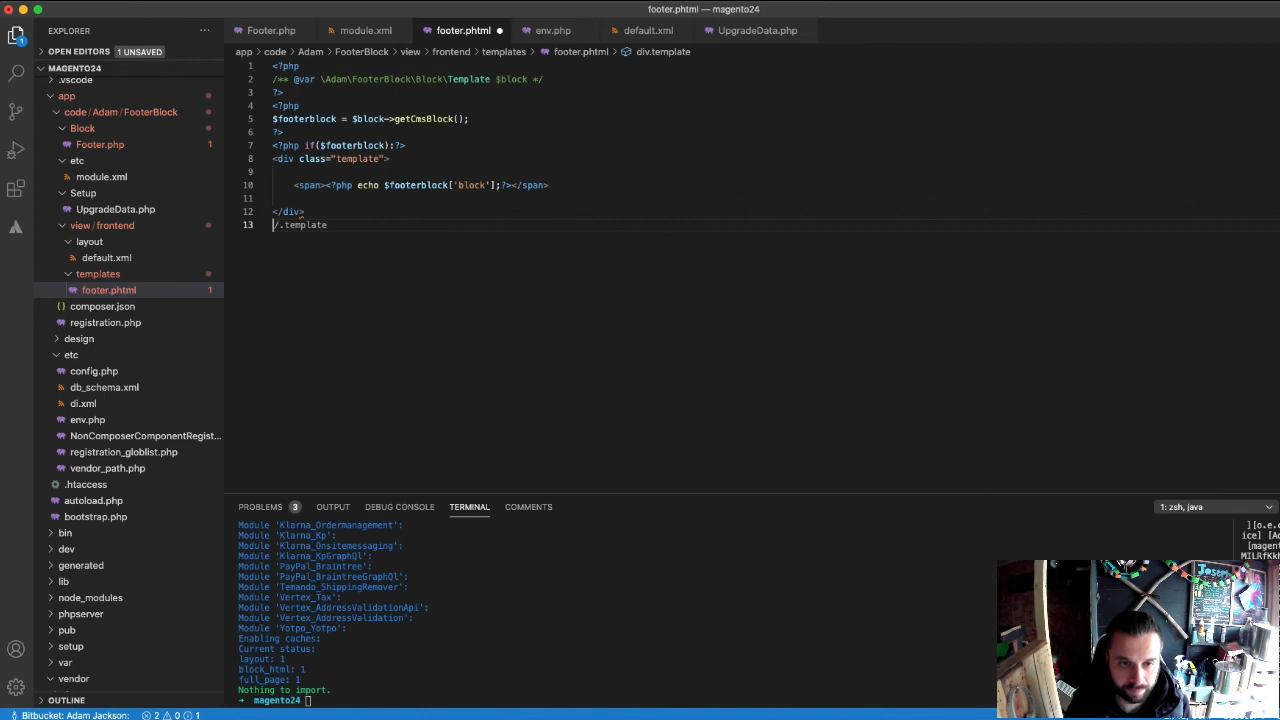 footer.phtml — magento24
EXPLORER
Footer.php
module.xml
footer.phtml
env.php
default.xml
UpgradeData.php
OPEN EDITORS 1 UNSAVED
app > code > Adam > FooterBlock > view > frontend > templates > footer.phtml > div.template
MAGENTO24
.vscode
app
code / Adam / FooterBlock
Block
Footer.php 1
etc
module.xml
Setup
UpgradeData.php
view / frontend
layout
default.xml
templates
footer.phtml 1
composer.json
registration.php
design
etc
config.php
db_schema.xml
di.xml
env.php
NonComposerComponentRegist...
registration_globlist.php
vendor_path.php
.htaccess
autoload.php
bootstrap.php
bin
dev
generated
lib
node_modules
phpserver
pub
setup
var
vendor
OUTLINE
1 <?php
2 /** @var \Adam\FooterBlock\Block\Template $block */
3 ?>
4 <?php
5 $footerblock = $block->getCmsBlock();
6 ?>
7 <?php if($footerblock):?>
8 <div class="template">
9
10 <span><?php echo $footerblock['block'];?></span>
11
12 </div>
13 /.template
PROBLEMS 3 OUTPUT DEBUG CONSOLE TERMINAL COMMENTS
1: zsh, java
Module 'Klarna_Ordermanagement':
Module 'Klarna_Kp':
Module 'Klarna_Onsitemessaging':
Module 'Klarna_KpGraphQl':
Module 'PayPal_Braintree':
Module 'PayPal_BraintreeGraphQl':
Module 'Temando_ShippingRemover':
Module 'Vertex_Tax':
Module 'Vertex_AddressValidationApi':
Module 'Vertex_AddressValidation':
Module 'Yotpo_Yotpo':
Enabling caches:
Current status:
layout: 1
block_html: 1
full_page: 1
Nothing to import.
→ magento24
][o.e.c
ice] [Ad
[magen
Bitbucket: Adam Jackson: 2 0 1